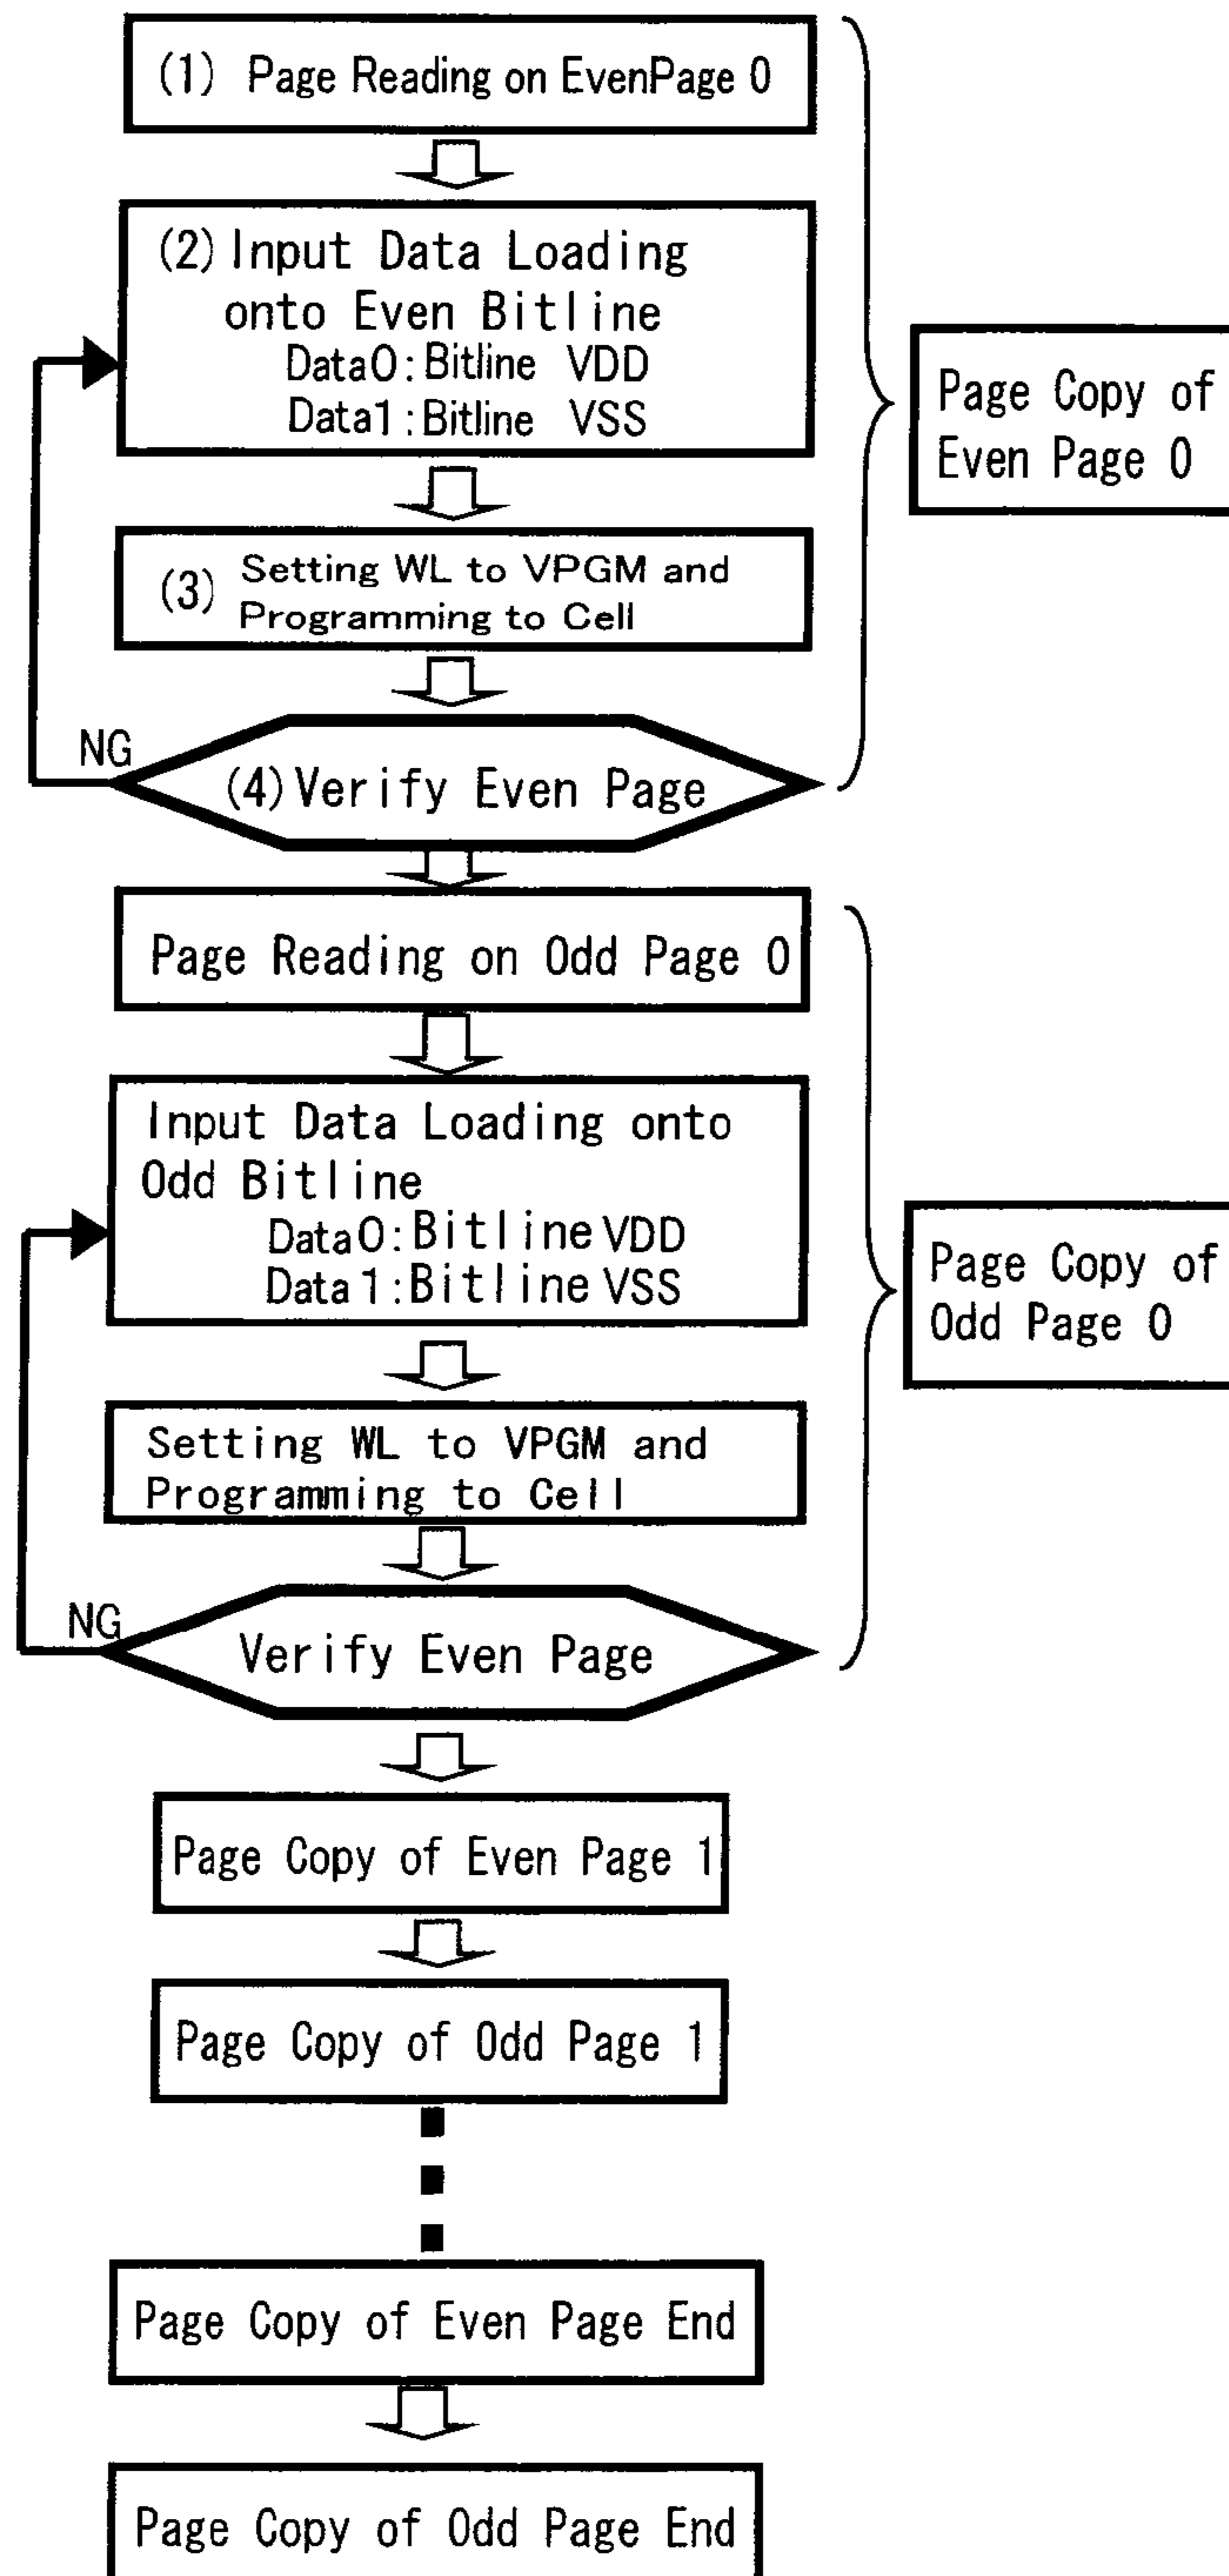 (1) Page Reading on EvenPage 0
(2) Input Data Loading
onto Even Bitline
Data0:Bitline VDD
Data1:Bitline VSS
Page Copy of
Even Page 0
(3) Setting WL to VPGM and
Programming to Cell
NG
(4) Verify Even Page
Page Reading on Odd Page 0
Input Data Loading onto
Odd Bitline
Data0:Bitline VDD
Data1:Bitline VSS
Page Copy of
Odd Page 0
Setting WL to VPGM and
Programming to Cell
NG
Verify Even Page
Page Copy of Even Page 1
Page Copy of Odd Page 1
Page Copy of Even Page End
Page Copy of Odd Page End